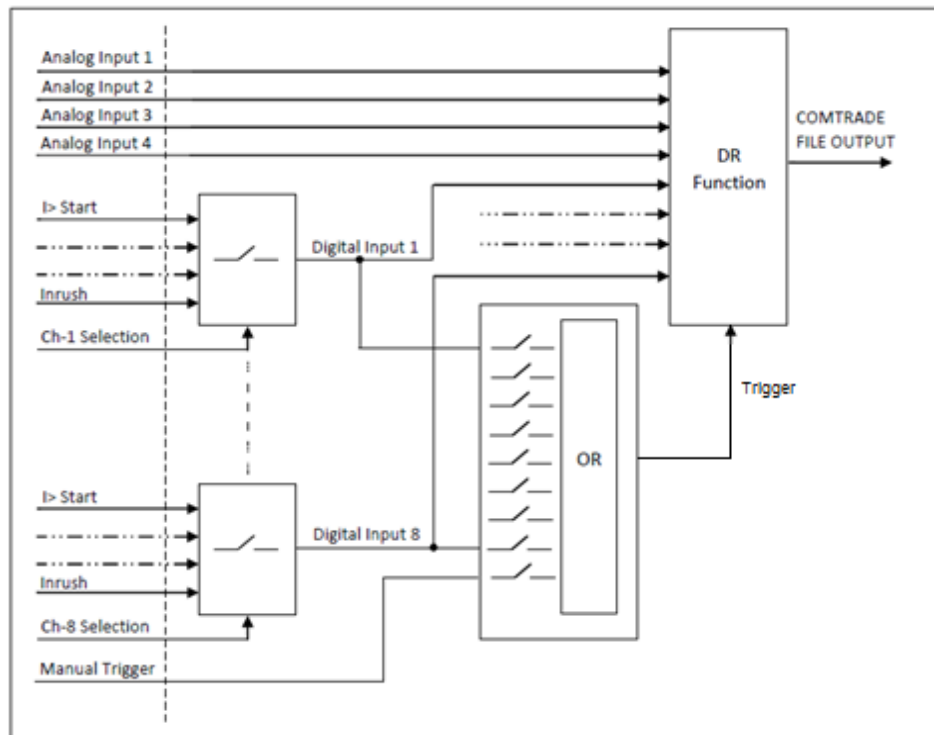 Analog Input 1
Analog Input 2
Analog Input 3
Analog Input 4
COMTRADE
FILE OUTPUT
DR
Function
I> Start
Digital Input 1
Inrush
Ch-1 Selection
Trigger
OR
I> Start
Digital Input 8
Inrush
Ch-8 Selection
Manual Trigger